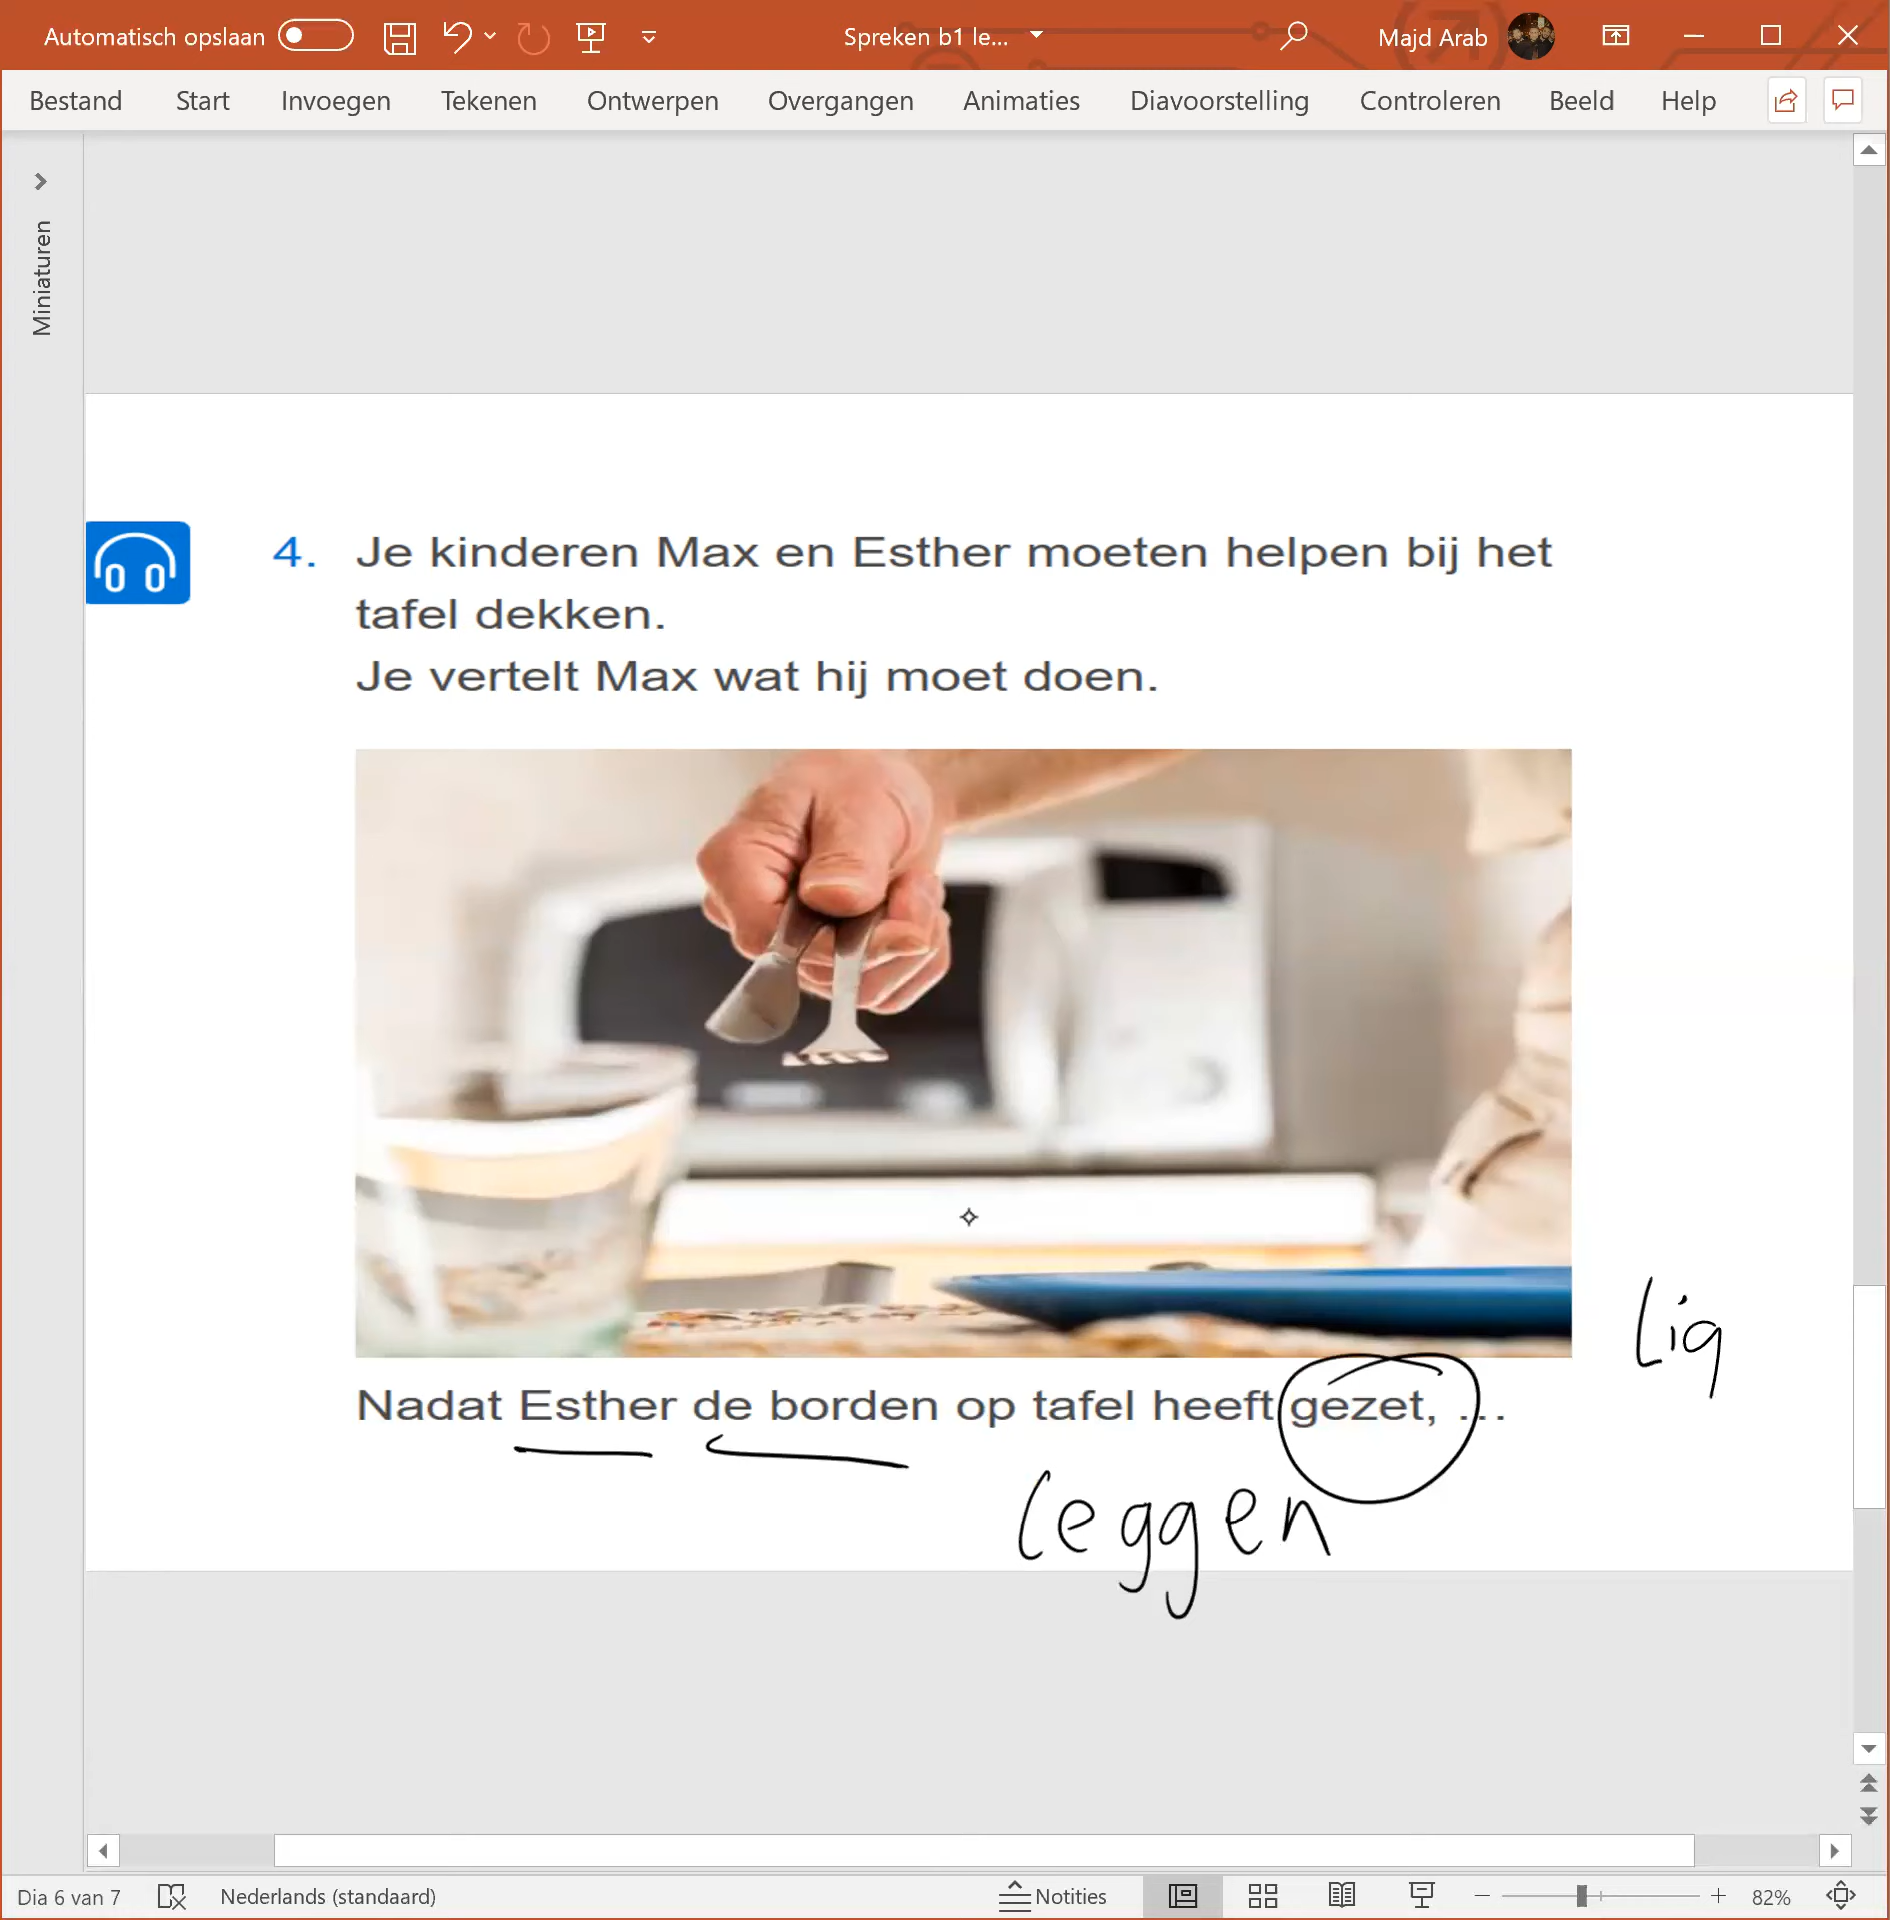 Automatisch opslaan
Spreken b1 le...
Majd Arab
Bestand Start Invoegen Tekenen Ontwerpen Overgangen Animaties Diavoorstelling Controleren Beeld Help
Miniaturen
4. Je kinderen Max en Esther moeten helpen bij het
tafel dekken.
Je vertelt Max wat hij moet doen.
Lig
Nadat Esther de borden op tafel heeft gezet, ...
leggen
Dia 6 van 7 Nederlands (standaard) Notities 82%